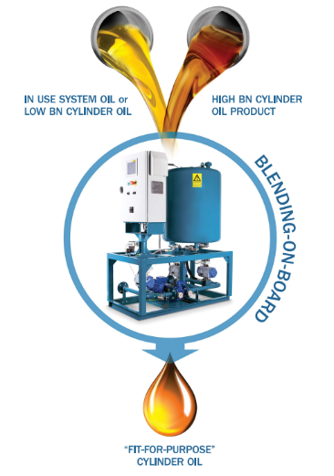 IN USE SYSTEM OIL or
LOW BN CYLINDER OIL
HIGH BN CYLINDER
OIL PRODUCT
BLENDING-ON-BOARD
"FIT-FOR-PURPOSE"
CYLINDER OIL